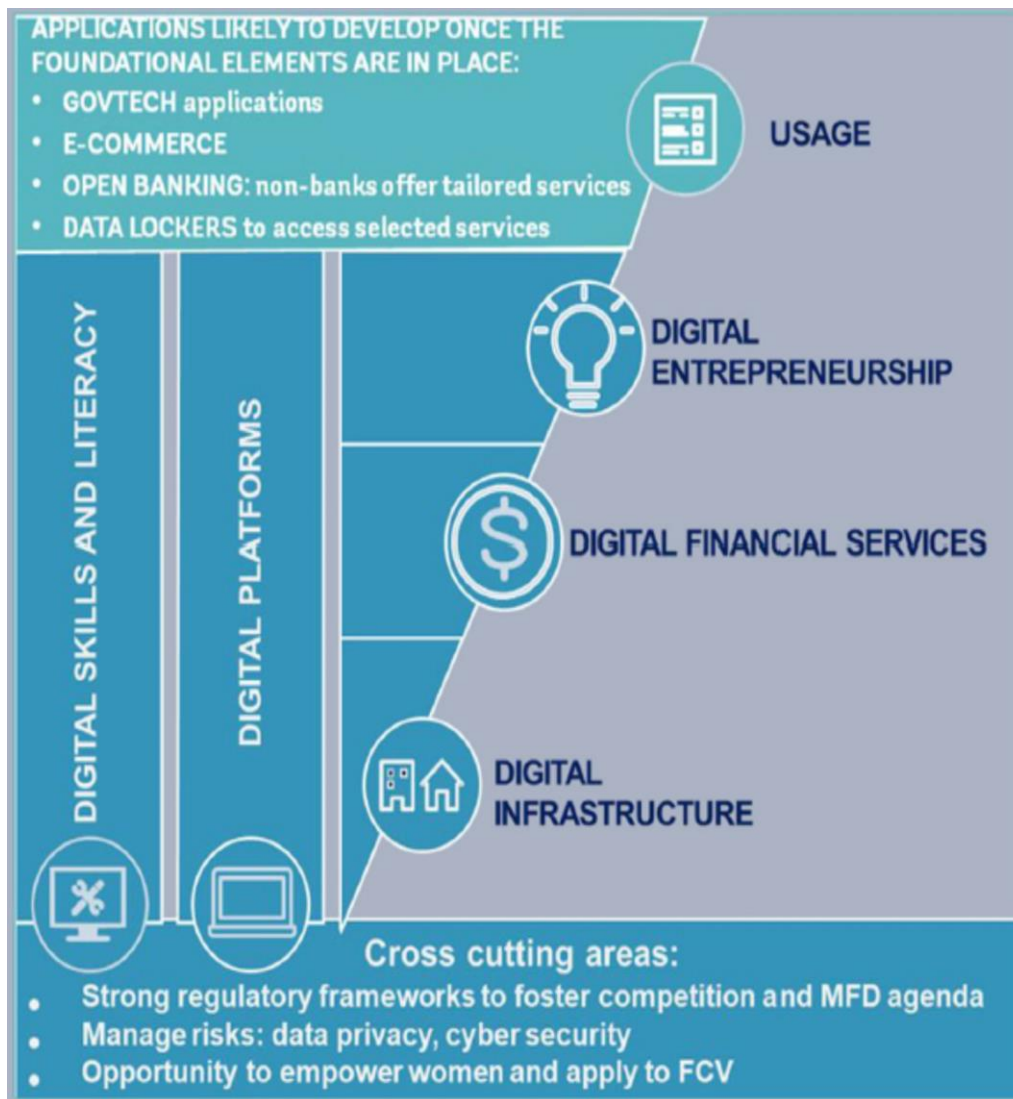 APPLICATIONS LIKELY TO DEVELOP ONCE THE
FOUNDATIONAL ELEMENTS ARE IN PLACE:
• GOVTECH applications
• E-COMMERCE
• OPEN BANKING: non-banks offer tailored services
• DATA LOCKERS to access selected services
USAGE
DIGITAL SKILLS AND LITERACY
DIGITAL PLATFORMS
DIGITAL
ENTREPRENEURSHIP
$
DIGITAL FINANCIAL SERVICES
DIGITAL
INFRASTRUCTURE
Cross cutting areas:
• Strong regulatory frameworks to foster competition and MFD agenda
• Manage risks: data privacy, cyber security
• Opportunity to empower women and apply to FCV